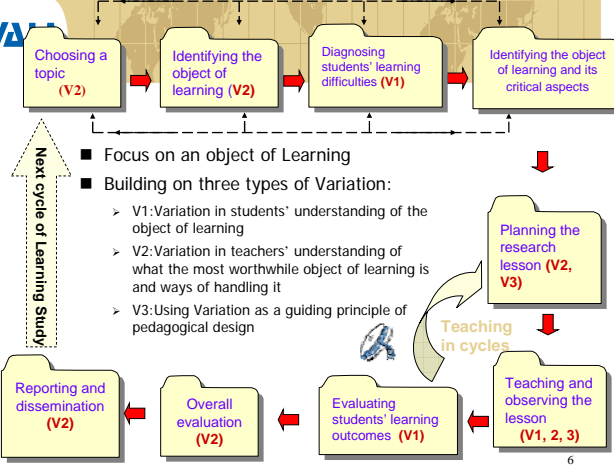 Choosing a
topic
(V2)
Identifying the
object of
learning (V2)
Diagnosing
students' learning
difficulties (V1)
Identifying the object
of learning and its
critical aspects
Next cycle of Learning Study
■ Focus on an object of Learning
■ Building on three types of Variation:
➢ V1:Variation in students' understanding of the
object of learning
➢ V2:Variation in teachers' understanding of
what the most worthwhile object of learning is
and ways of handling it
➢ V3:Using Variation as a guiding principle of
pedagogical design
Planning the
research
lesson (V2,
V3)
Teaching
in cycles
Reporting and
dissemination
(V2)
Overall
evaluation
(V2)
Evaluating
students' learning
outcomes (V1)
Teaching and
observing the
lesson
(V1, 2, 3)
6